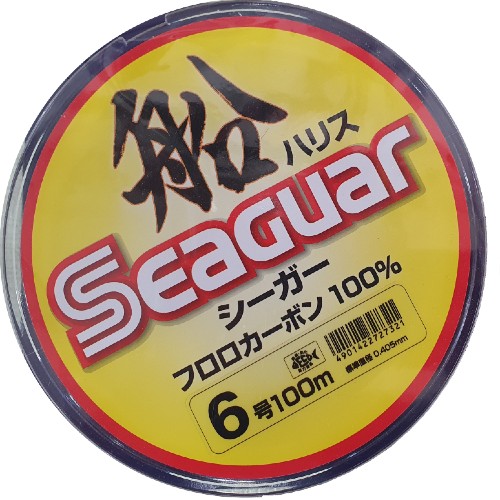 船 ハリス
Seaguar
シーガー
フロロカーボン 100%
6号100m
4901422727321
標準直径 0.405mm